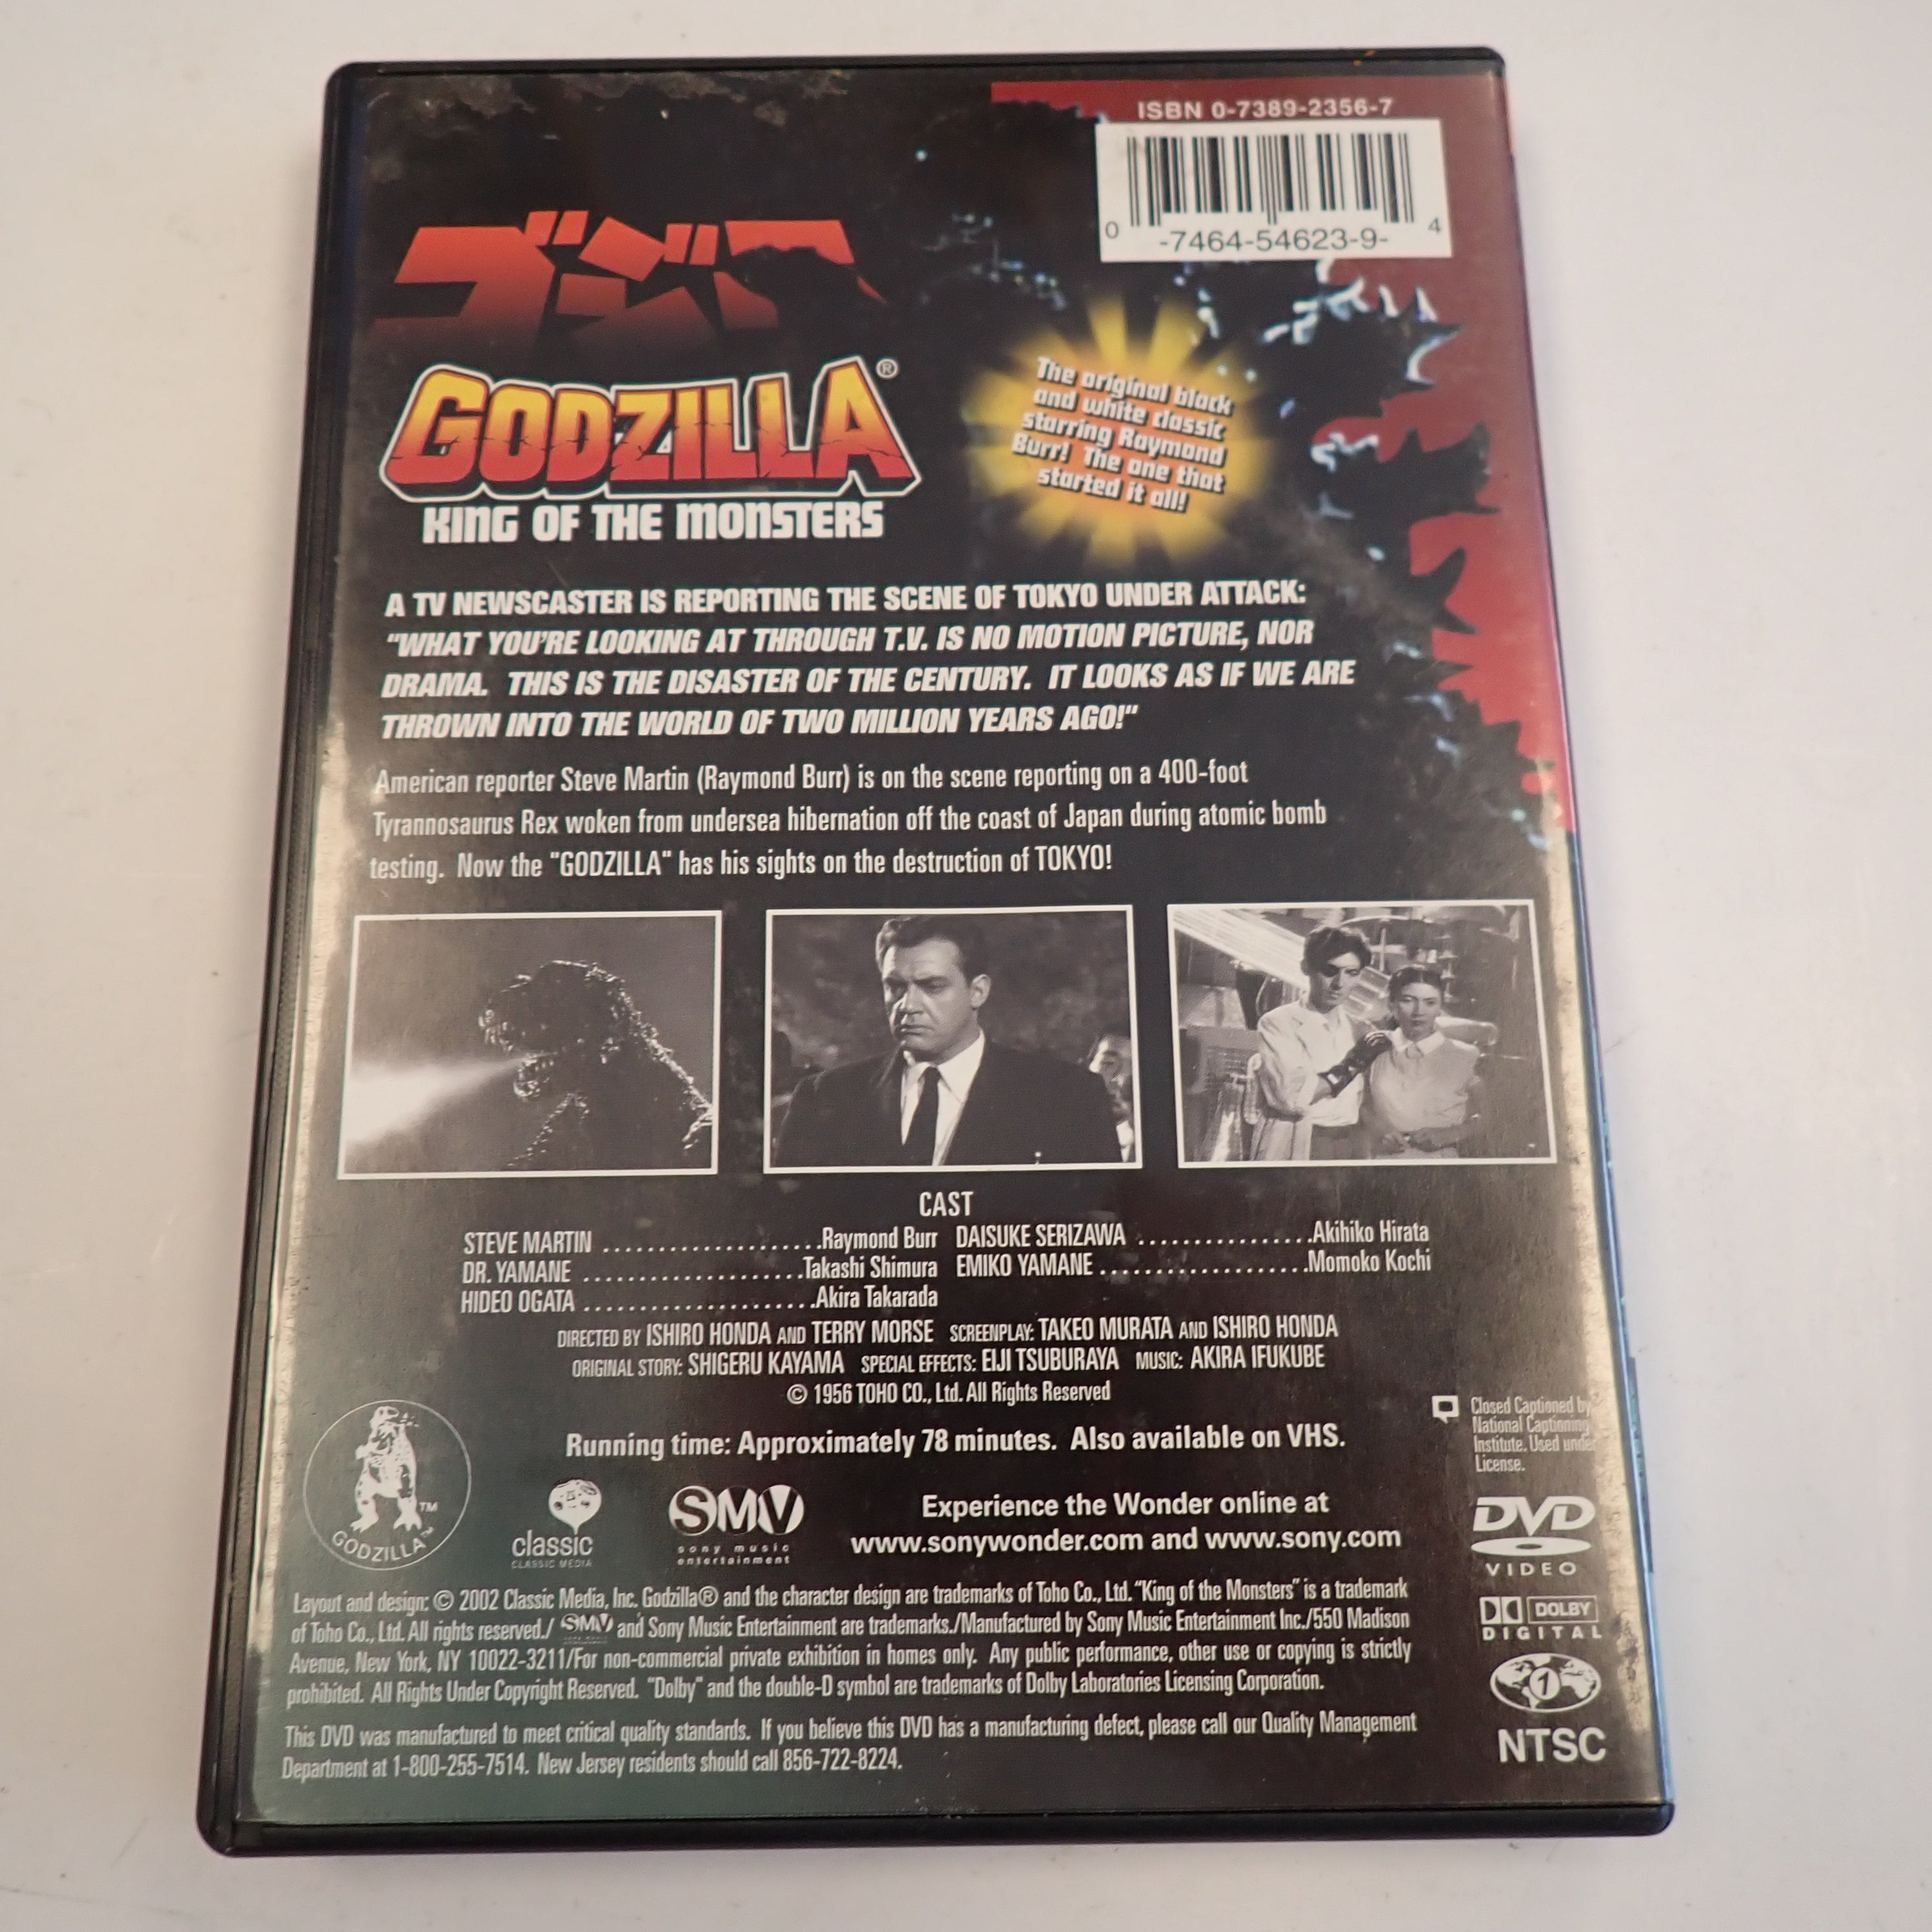 ISBN 0-7389-2356-7
0 -7464-54623-9- 4
ゴジラ
GODZILLA®
KING OF THE MONSTERS
The original black
and white classic
starring Raymond
Burr! The one that
started it all!
A TV NEWSCASTER IS REPORTING THE SCENE OF TOKYO UNDER ATTACK:
"WHAT YOU'RE LOOKING AT THROUGH T.V. IS NO MOTION PICTURE, NOR
DRAMA. THIS IS THE DISASTER OF THE CENTURY. IT LOOKS AS IF WE ARE
THROWN INTO THE WORLD OF TWO MILLION YEARS AGO!"
American reporter Steve Martin (Raymond Burr) is on the scene reporting on a 400-foot
Tyrannosaurus Rex woken from undersea hibernation off the coast of Japan during atomic bomb
testing. Now the "GODZILLA" has his sights on the destruction of TOKYO!
CAST
STEVE MARTIN ....................Raymond Burr DAISUKE SERIZAWA ................Akihiko Hirata
DR. YAMANE ....................Takashi Shimura EMIKO YAMANE ...................Momoko Kochi
HIDEO OGATA .....................Akira Takarada
DIRECTED BY ISHIRO HONDA AND TERRY MORSE SCREENPLAY: TAKEO MURATA AND ISHIRO HONDA
ORIGINAL STORY: SHIGERU KAYAMA SPECIAL EFFECTS: EIJI TSUBURAYA MUSIC: AKIRA IFUKUBE
© 1956 TOHO CO., Ltd. All Rights Reserved
Running time: Approximately 78 minutes. Also available on VHS.
Closed Captioned by
National Captioning
Institute. Used under
License.
TM
GODZILLA™
classic
CLASSIC MEDIA
SMV
sony music
entertainment
Experience the Wonder online at
www.sonywonder.com and www.sony.com
DVD
VIDEO
Layout and design: © 2002 Classic Media, Inc. Godzilla® and the character design are trademarks of Toho Co., Ltd. "King of the Monsters" is a trademark
of Toho Co., Ltd. All rights reserved./ SMV and Sony Music Entertainment are trademarks./Manufactured by Sony Music Entertainment Inc./550 Madison
Avenue, New York, NY 10022-3211/For non-commercial private exhibition in homes only. Any public performance, other use or copying is strictly
prohibited. All Rights Under Copyright Reserved. "Dolby" and the double-D symbol are trademarks of Dolby Laboratories Licensing Corporation.
This DVD was manufactured to meet critical quality standards. If you believe this DVD has a manufacturing defect, please call our Quality Management
Department at 1-800-255-7514. New Jersey residents should call 856-722-8224.
DOLBY
DIGITAL
1
NTSC